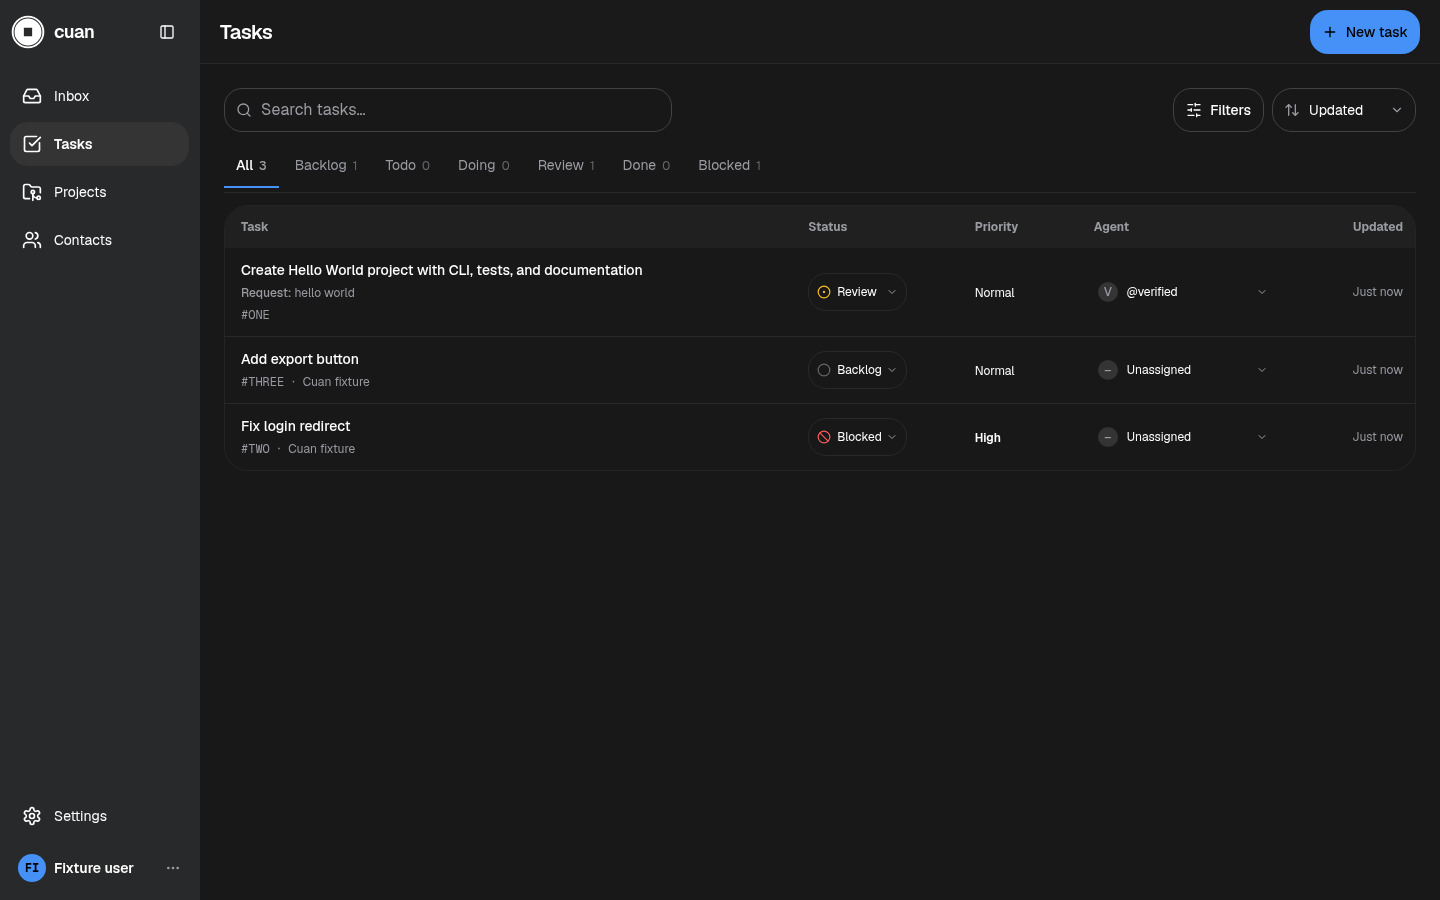 cuan
Tasks
New task
Inbox
Tasks
Projects
Contacts
Search tasks...
Filters
Updated
All 3
Backlog 1
Todo 0
Doing 0
Review 1
Done 0
Blocked 1
Task Status Priority Agent Updated
Create Hello World project with CLI, tests, and documentation
Request: hello world
#ONE
Review
Normal
V @verified
Just now
Add export button
#THREE · Cuan fixture
Backlog
Normal
– Unassigned
Just now
Fix login redirect
#TWO · Cuan fixture
Blocked
High
– Unassigned
Just now
Settings
FI Fixture user